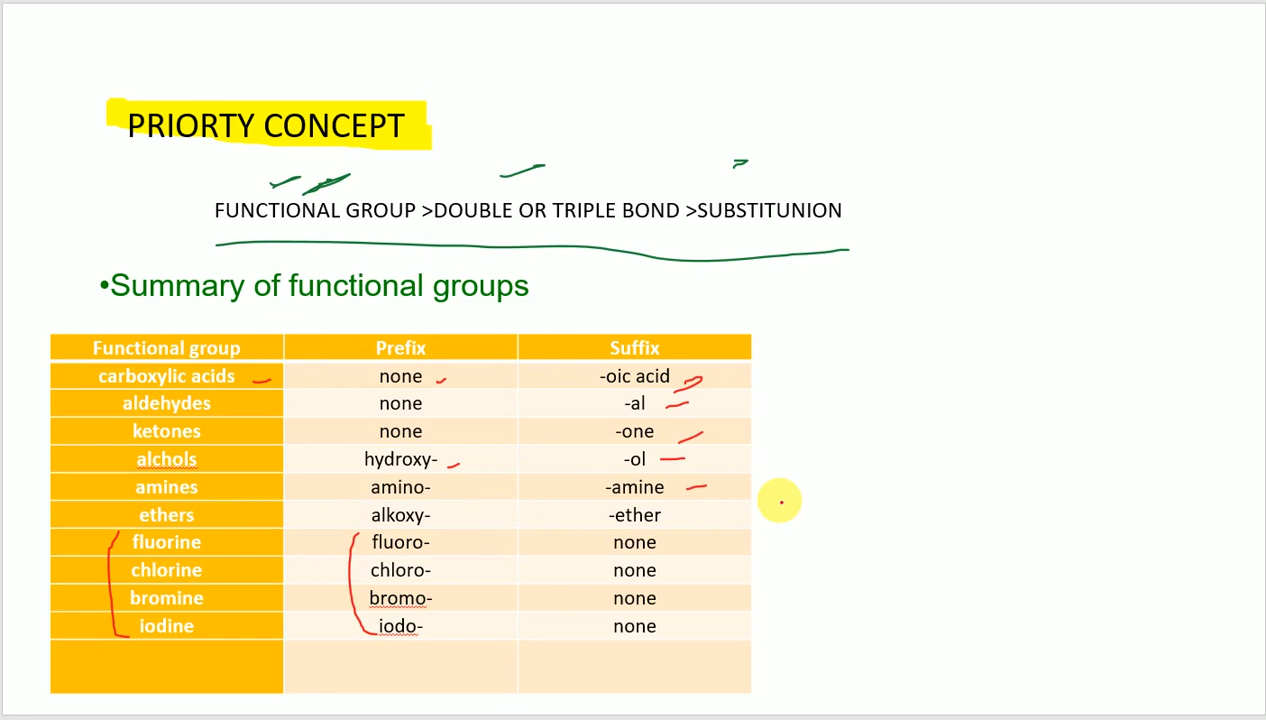 PRIORTY CONCEPT
FUNCTIONAL GROUP >DOUBLE OR TRIPLE BOND >SUBSTITUNION
•Summary of functional groups
Functional group Prefix Suffix
carboxylic acids none -oic acid
aldehydes none -al
ketones none -one
alchols hydroxy- -ol
amines amino- -amine
ethers alkoxy- -ether
fluorine fluoro- none
chlorine chloro- none
bromine bromo- none
iodine iodo- none